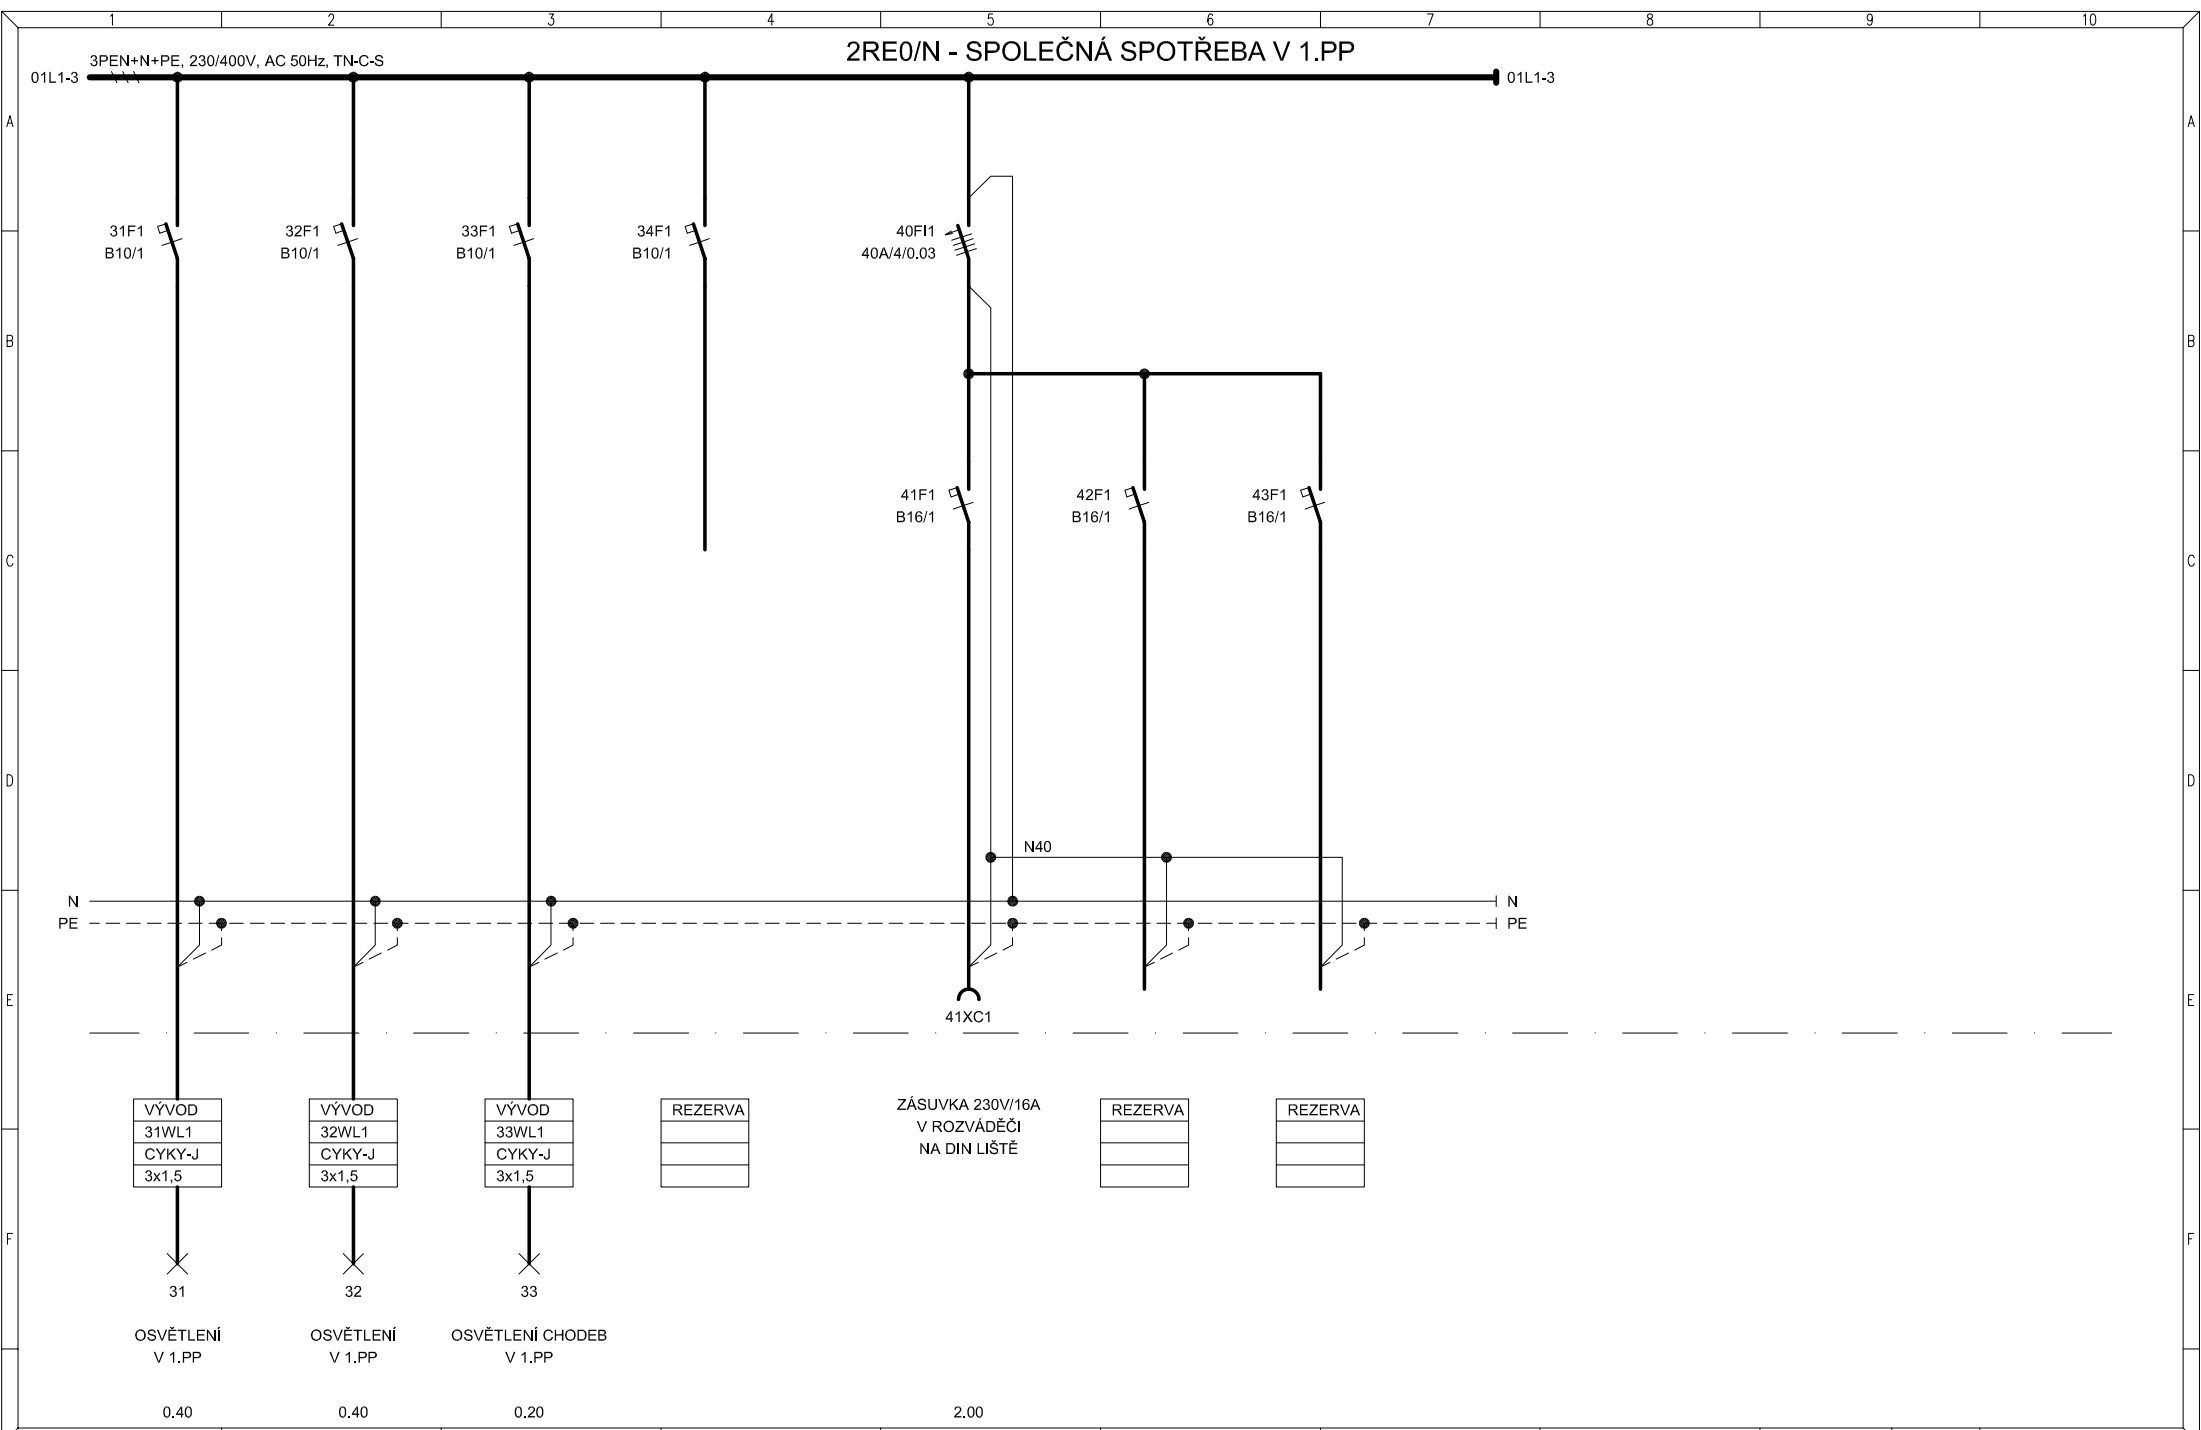 1 2 3 4 5 6 7 8 9 10
2RE0/N - SPOLEČNÁ SPOTŘEBA V 1.PP
3PEN+N+PE, 230/400V, AC 50Hz, TN-C-S
01L1-3 01L1-3
A A
31F1 32F1 33F1 34F1 40FI1
B10/1 B10/1 B10/1 B10/1 40A/4/0.03
B B
41F1 42F1 43F1
B16/1 B16/1 B16/1
C C
D D
N40
N N
PE PE
E E
41XC1
VÝVOD
31WL1
CYKY-J
3x1,5
VÝVOD
32WL1
CYKY-J
3x1,5
VÝVOD
33WL1
CYKY-J
3x1,5
REZERVA
ZÁSUVKA 230V/16A
V ROZVÁDĚČI
NA DIN LIŠTĚ
REZERVA
REZERVA
F F
31 32 33
OSVĚTLENÍ
V 1.PP
OSVĚTLENÍ
V 1.PP
OSVĚTLENÍ CHODEB
V 1.PP
0.40 0.40 0.20 2.00